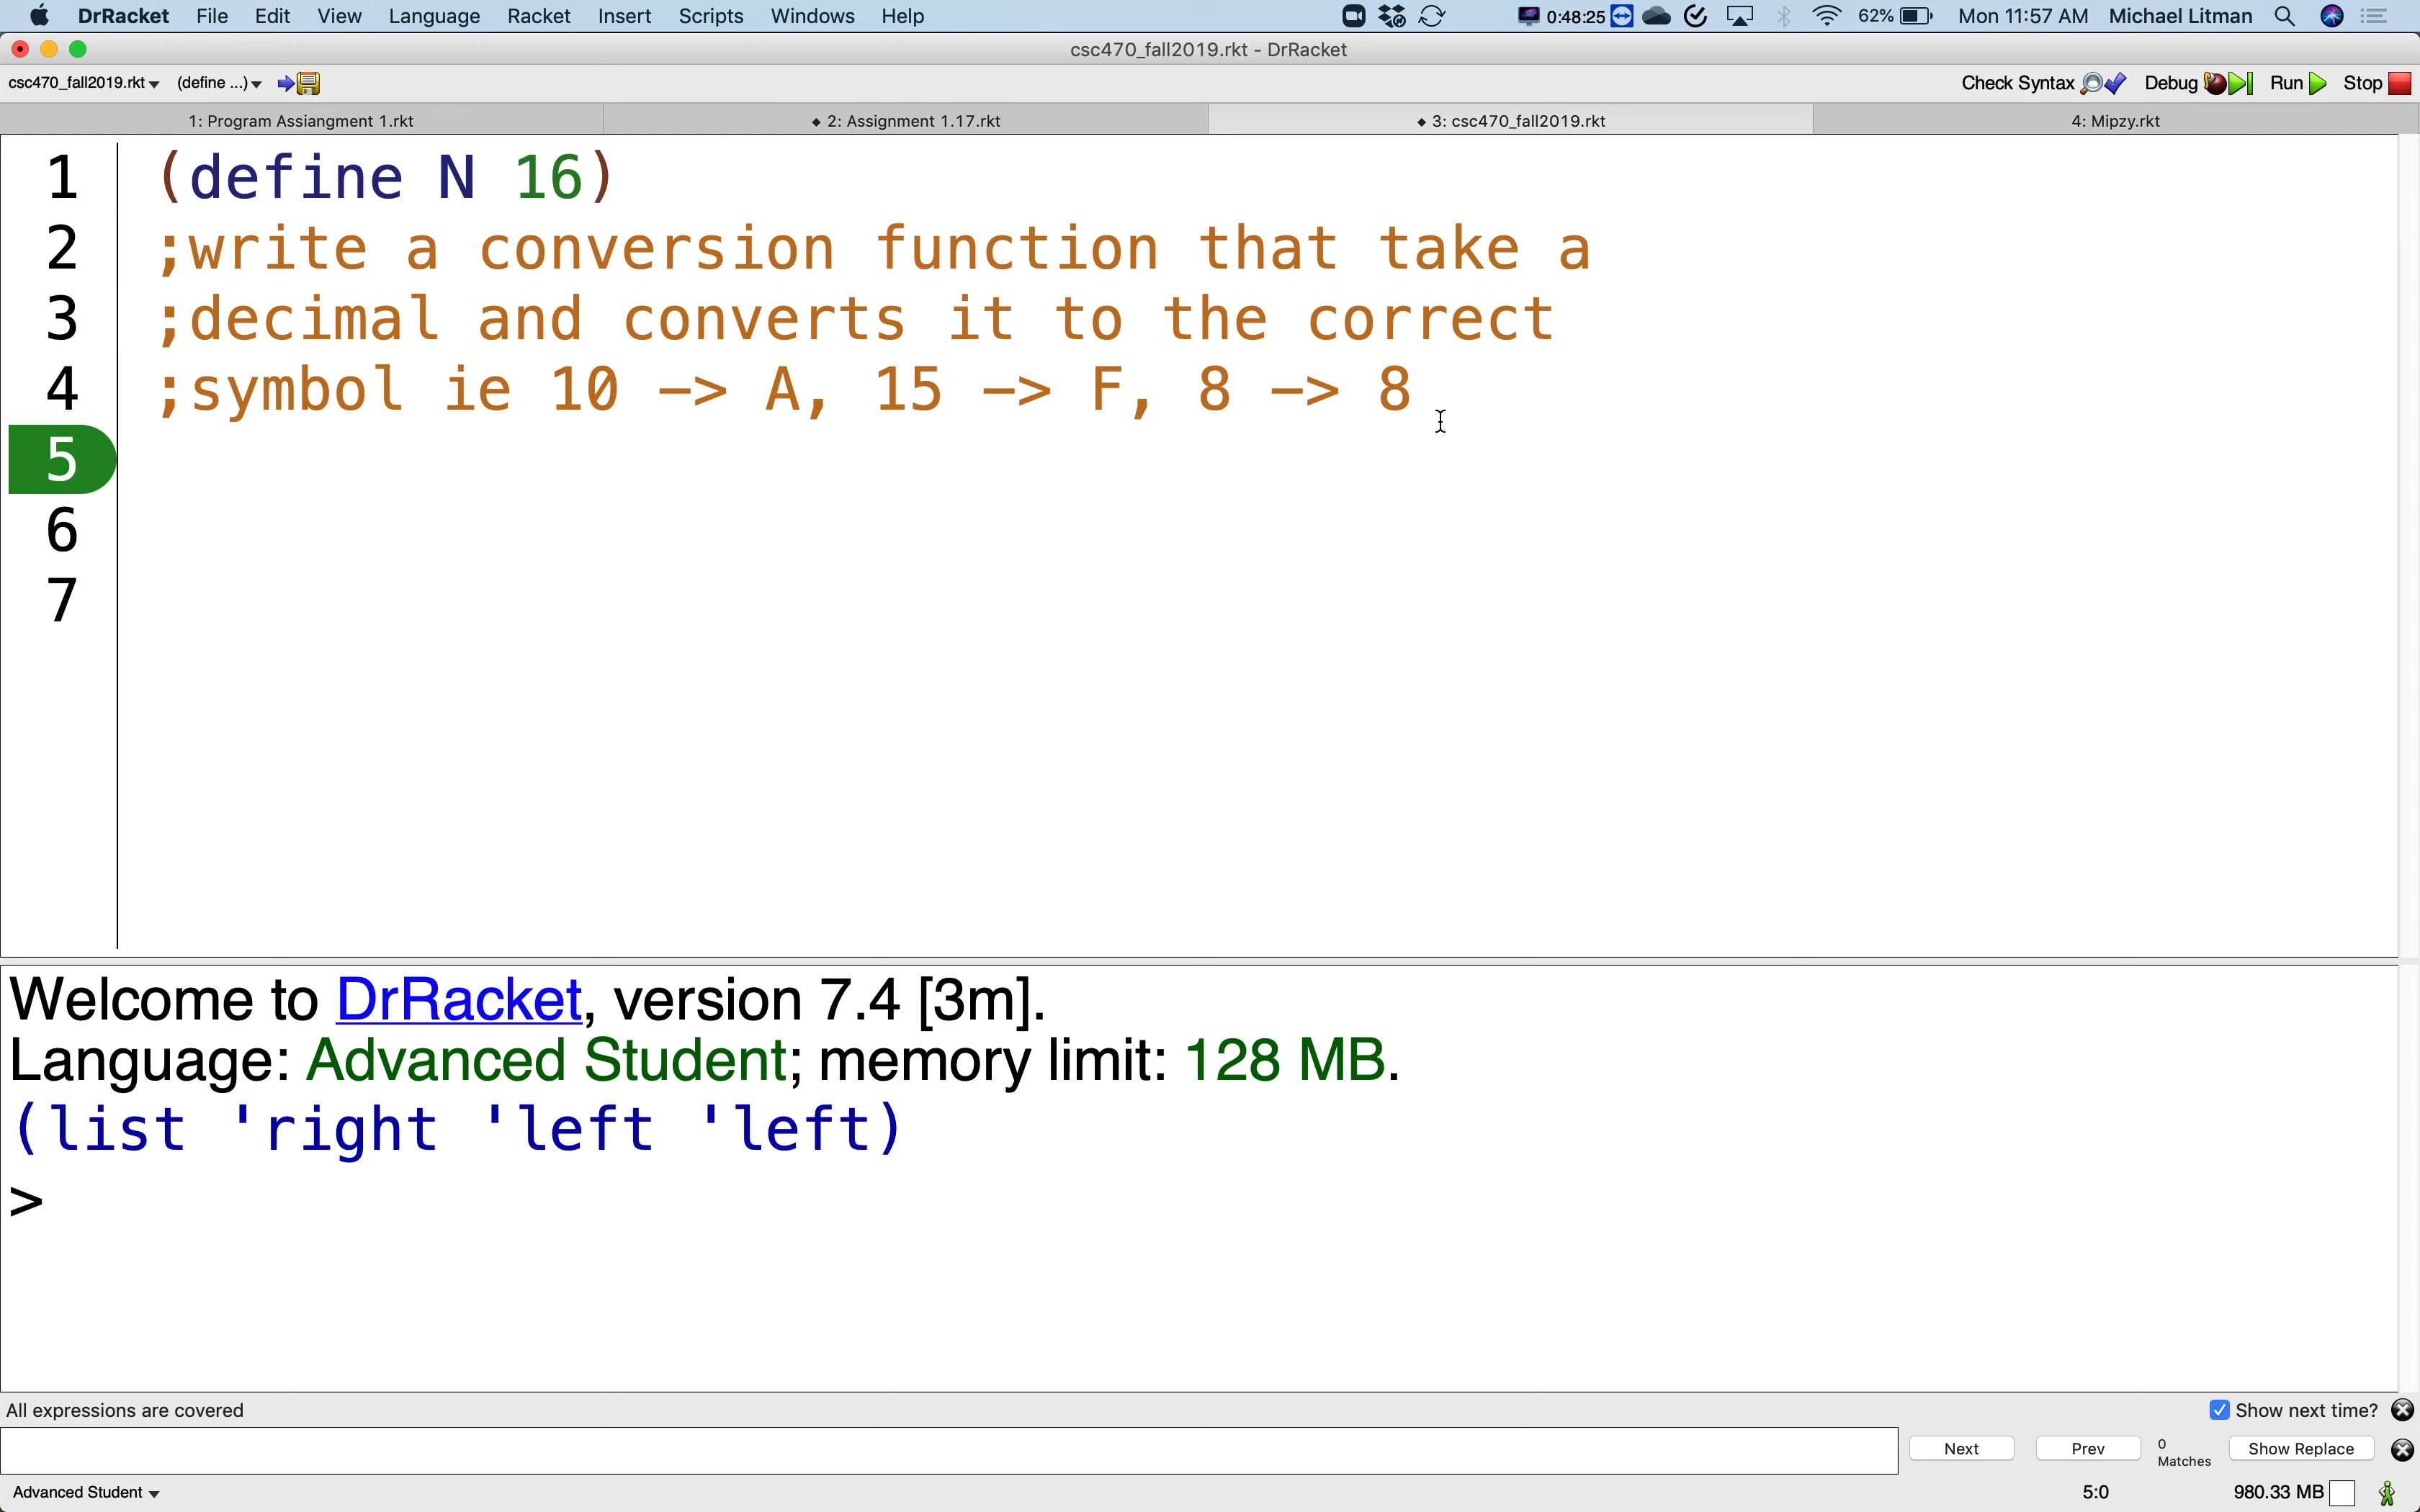 DrRacket File Edit View Language Racket Insert Scripts Windows Help 0:48:25 62% Mon 11:57 AM Michael Litman
csc470_fall2019.rkt - DrRacket
csc470_fall2019.rkt (define ...) Check Syntax Debug Run Stop
1: Program Assiangment 1.rkt 2: Assignment 1.17.rkt 3: csc470_fall2019.rkt 4: Mipzy.rkt
1 (define N 16)
2 ;write a conversion function that take a
3 ;decimal and converts it to the correct
4 ;symbol ie 10 -> A, 15 -> F, 8 -> 8
5
6
7
Welcome to DrRacket, version 7.4 [3m].
Language: Advanced Student; memory limit: 128 MB.
(list 'right 'left 'left)
>
All expressions are covered Show next time?
Next Prev 0 Matches Show Replace
Advanced Student 5:0 980.33 MB